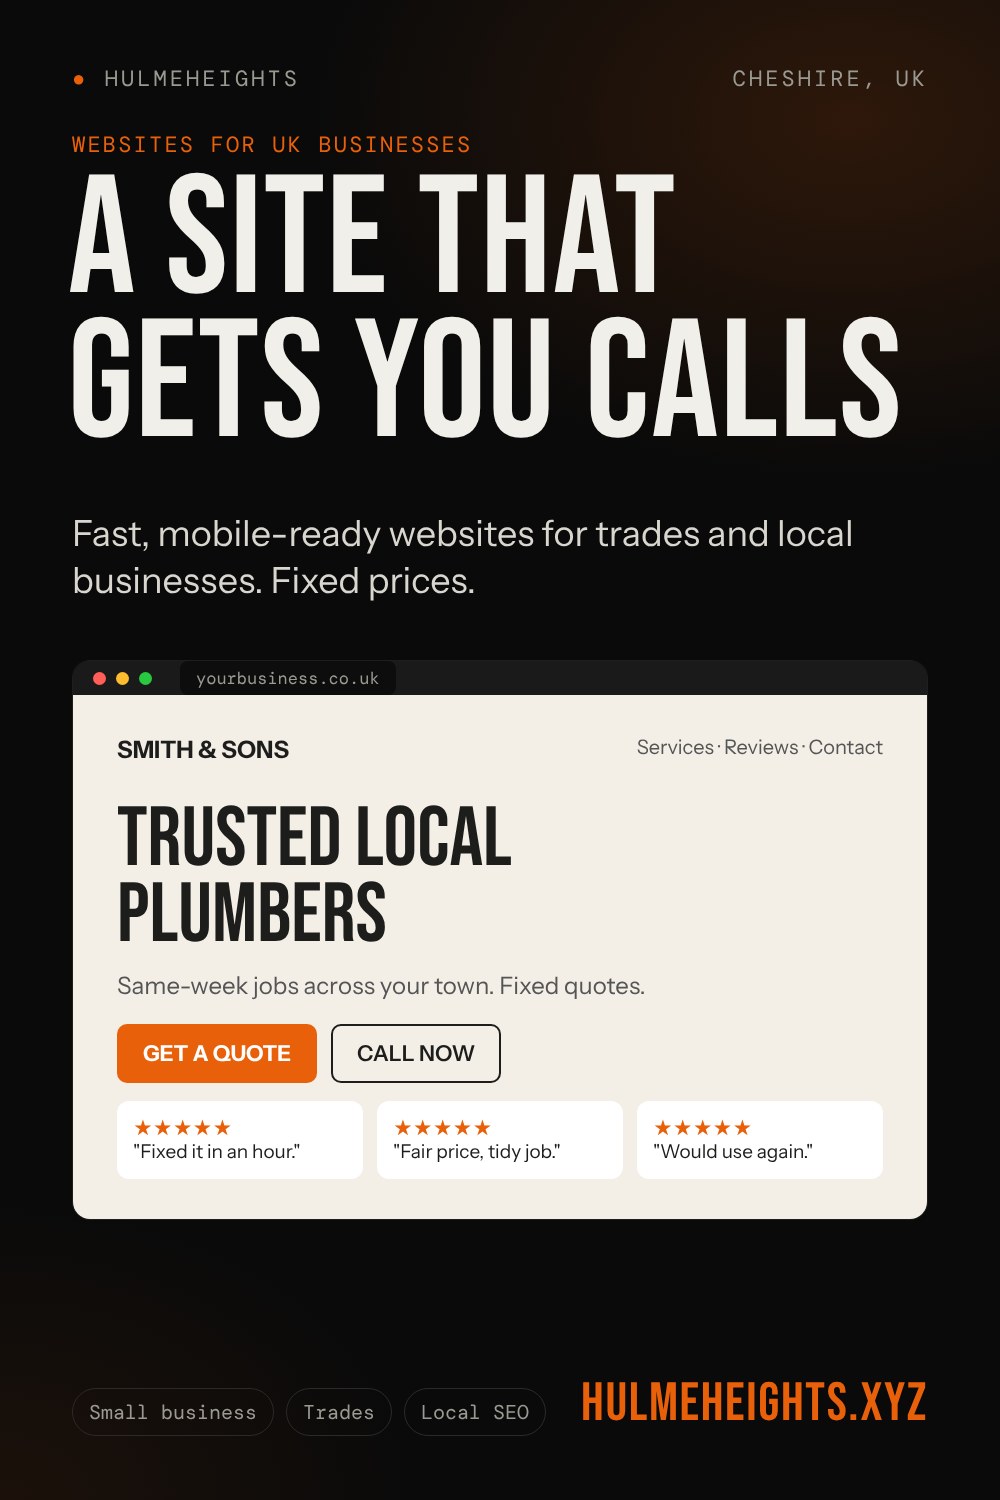 HULMEHEIGHTS
CHESHIRE, UK
WEBSITES FOR UK BUSINESSES
A SITE THAT
GETS YOU CALLS
Fast, mobile-ready websites for trades and local
businesses. Fixed prices.
yourbusiness.co.uk
SMITH & SONS
Services · Reviews · Contact
TRUSTED LOCAL
PLUMBERS
Same-week jobs across your town. Fixed quotes.
GET A QUOTE
CALL NOW
★★★★★
"Fixed it in an hour."
★★★★★
"Fair price, tidy job."
★★★★★
"Would use again."
Small business
Trades
Local SEO
HULMEHEIGHTS.XYZ